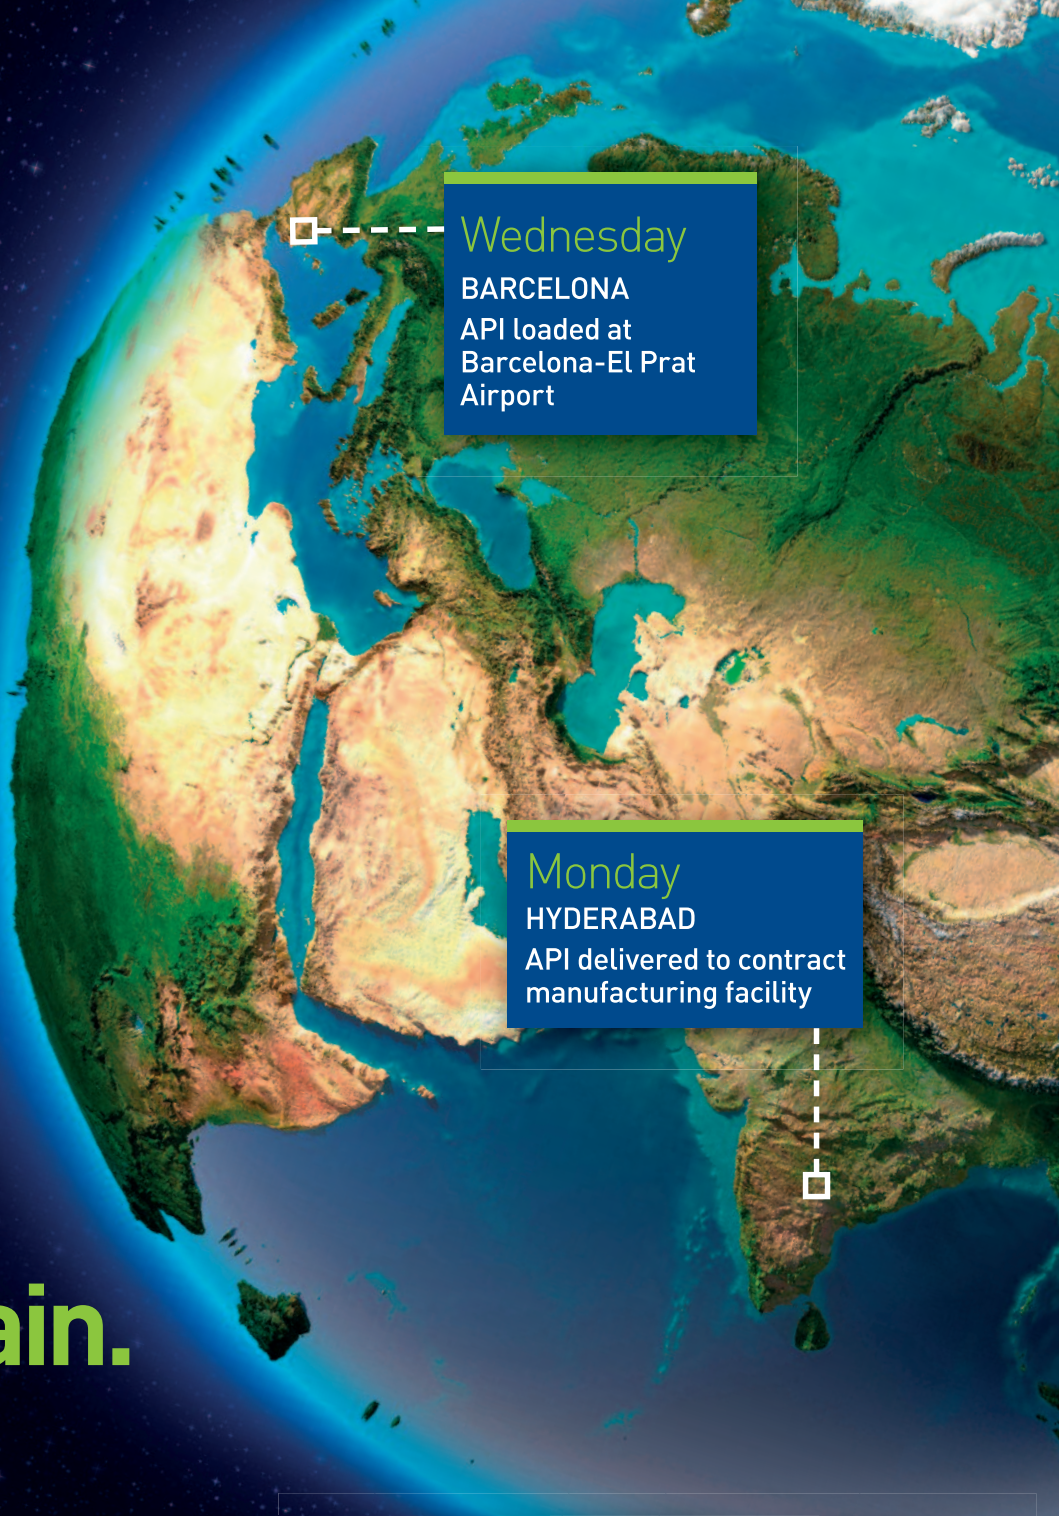 Wednesday
BARCELONA
API loaded at
Barcelona-El Prat
Airport
Monday
HYDERABAD
API delivered to contract
manufacturing facility
ain.